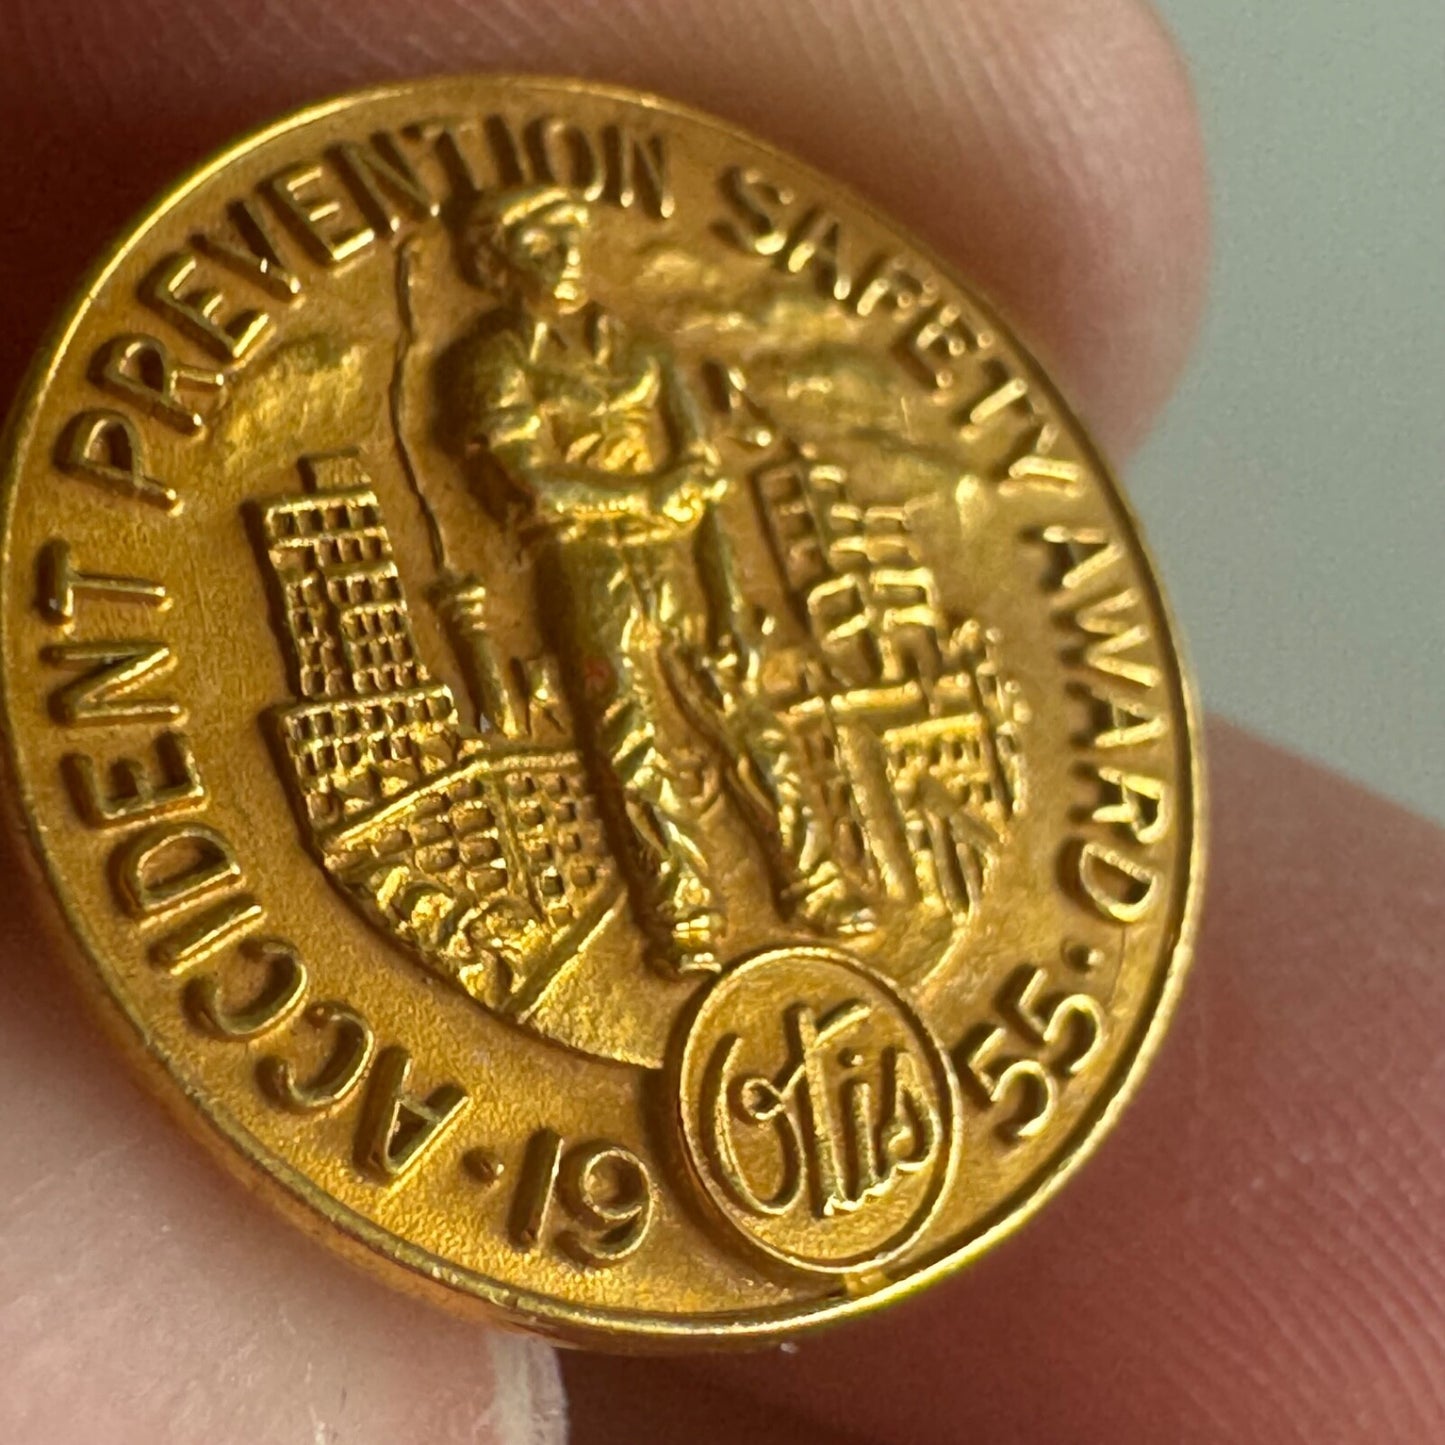 · ACCIDENT PREVENTION SAFETY AWARD ·
19 55
Otis